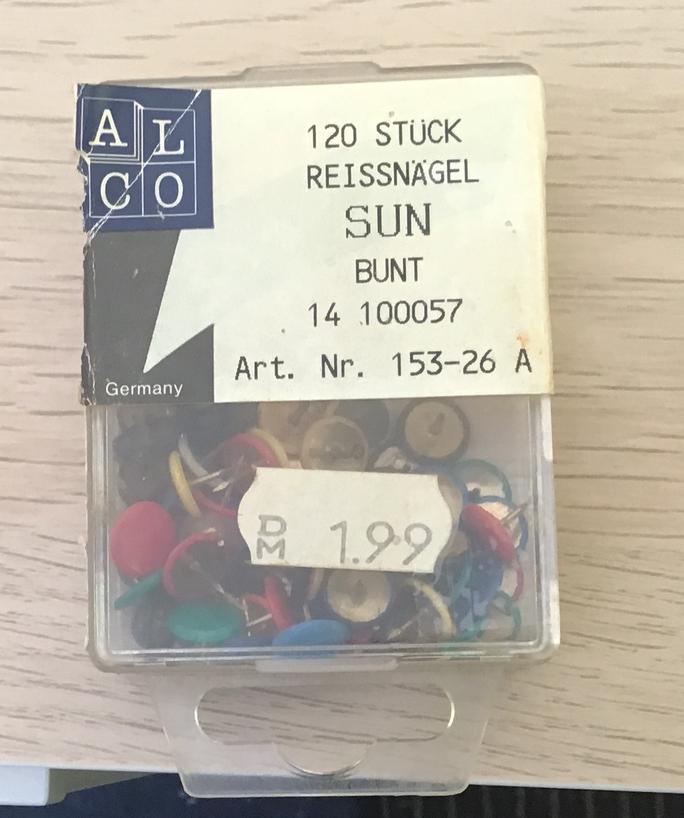 AL
CO
Germany
120 STÜCK
REISSNÄGEL
SUN
BUNT
14 100057
Art. Nr. 153-26 A
DM 1.99